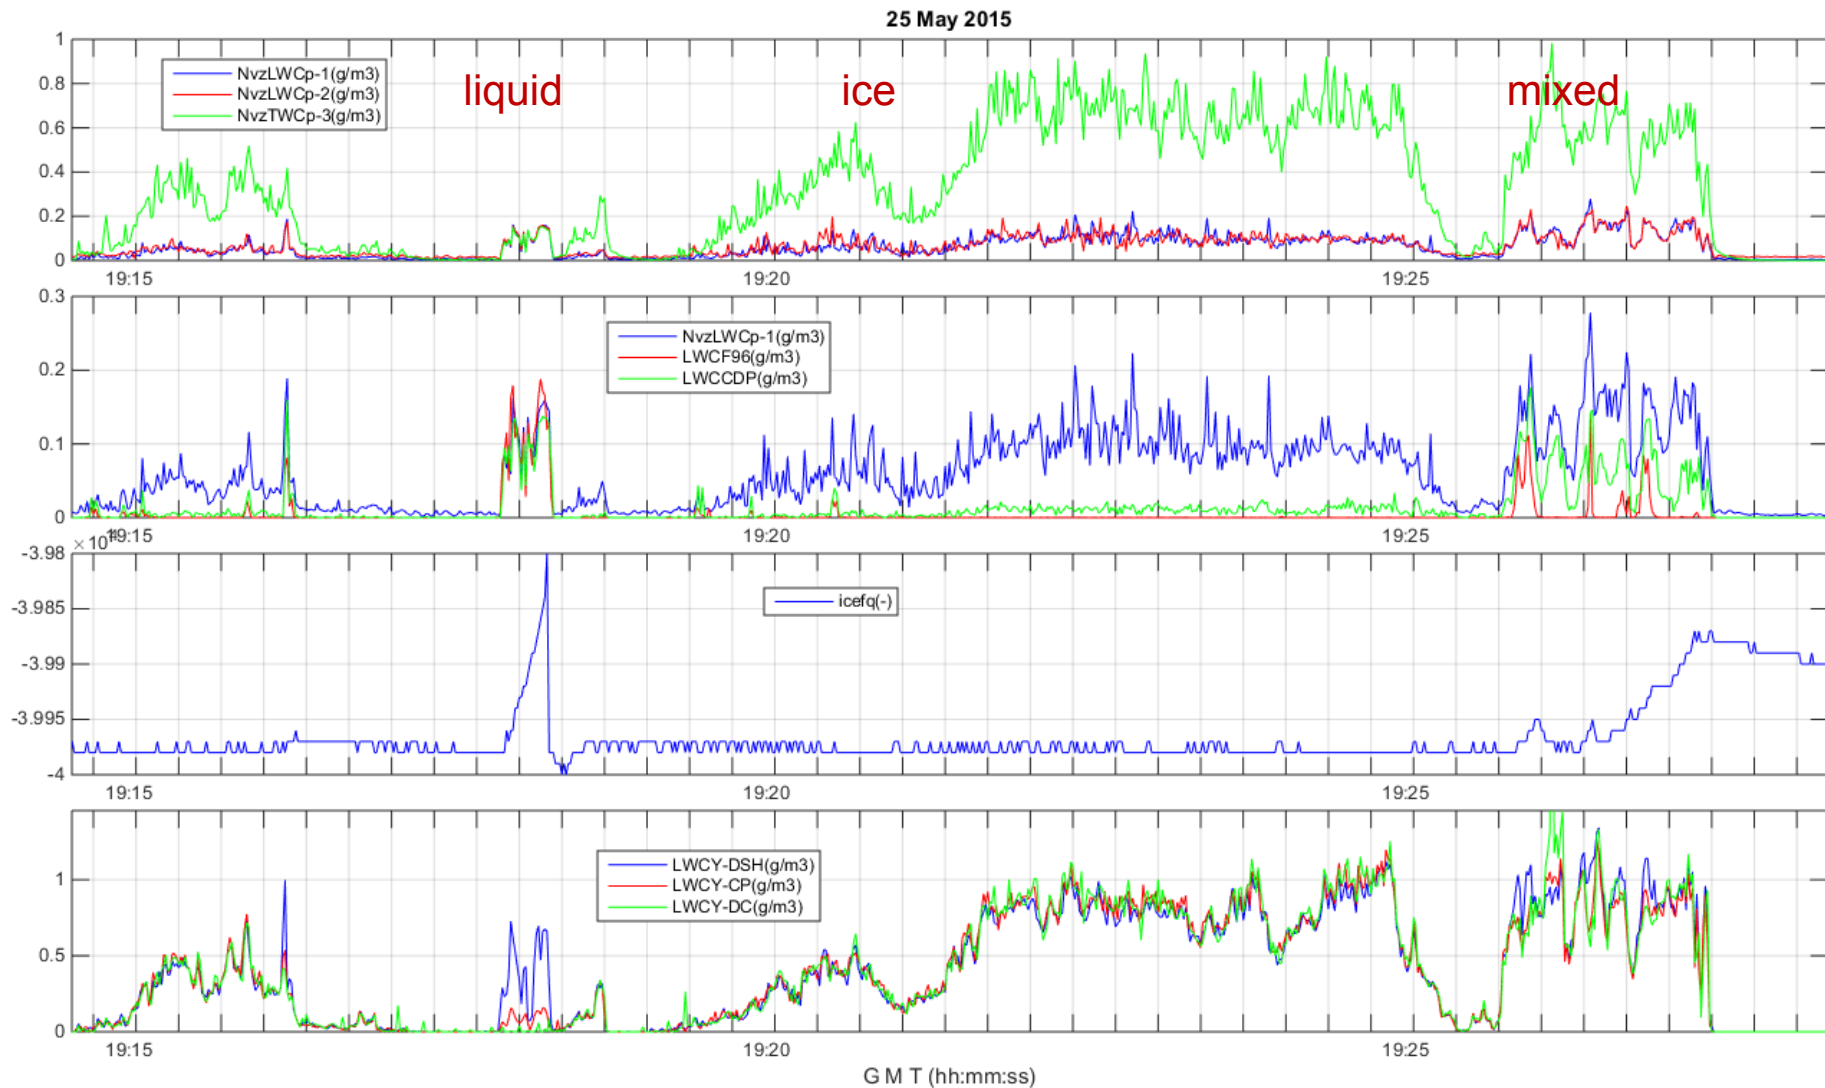 25 May 2015
1
0.8
0.6
0.4
0.2
0
NvzLWCp-1(g/m3)
NvzLWCp-2(g/m3)
NvzTWCp-3(g/m3)
liquid
ice
mixed
19:15
19:20
19:25
0.3
0.2
0.1
0
NvzLWCp-1(g/m3)
LWCF96(g/m3)
LWCCDP(g/m3)
19:15
19:20
19:25
× 10
-3.98
-3.985
-3.99
-3.995
-4
icefq(-)
19:15
19:20
19:25
1
0.5
0
LWCY-DSH(g/m3)
LWCY-CP(g/m3)
LWCY-DC(g/m3)
19:15
19:20
19:25
G M T (hh:mm:ss)